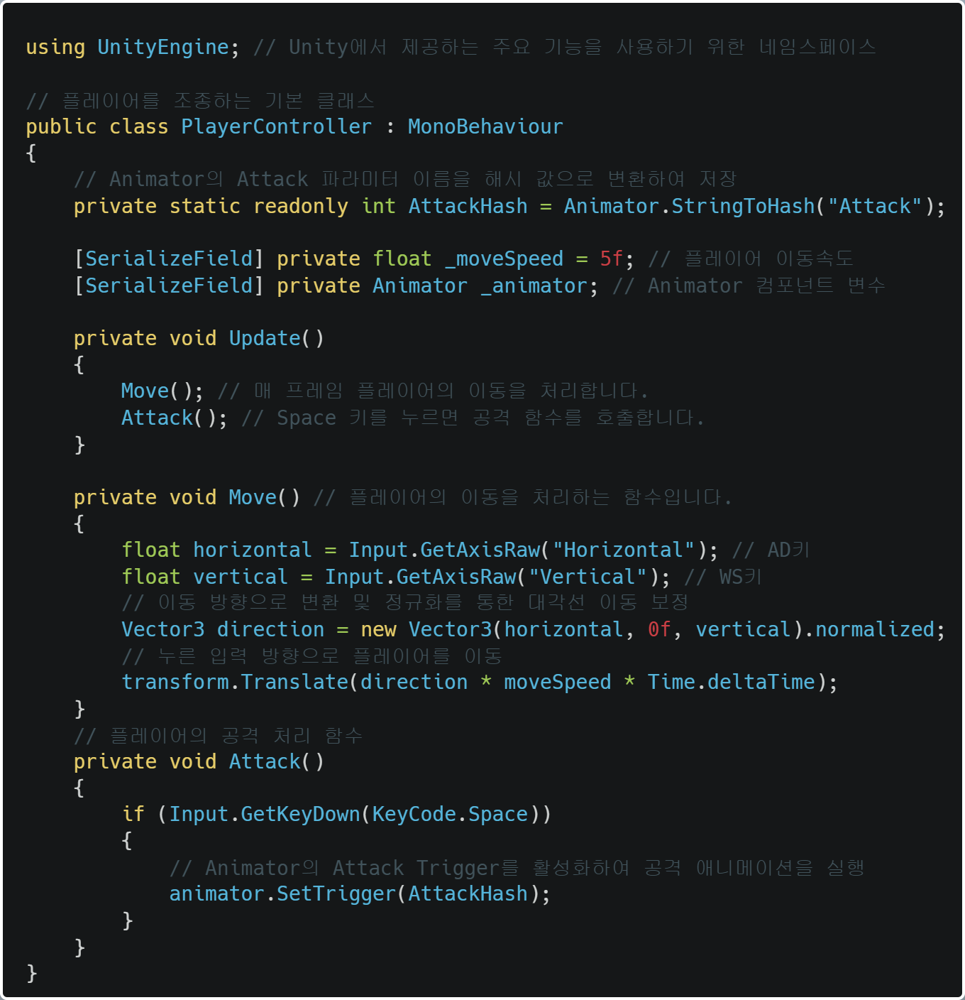 using UnityEngine; // Unity에서 제공하는 주요 기능을 사용하기 위한 네임스페이스
// 플레이어를 조종하는 기본 클래스
public class PlayerController : MonoBehaviour
{
// Animator의 Attack 파라미터 이름을 해시 값으로 변환하여 저장
private static readonly int AttackHash = Animator.StringToHash("Attack");
[SerializeField] private float _moveSpeed = 5f; // 플레이어 이동속도
[SerializeField] private Animator _animator; // Animator 컴포넌트 변수
private void Update()
{
Move(); // 매 프레임 플레이어의 이동을 처리합니다.
Attack(); // Space 키를 누르면 공격 함수를 호출합니다.
}
private void Move() // 플레이어의 이동을 처리하는 함수입니다.
{
float horizontal = Input.GetAxisRaw("Horizontal"); // AD키
float vertical = Input.GetAxisRaw("Vertical"); // WS키
// 이동 방향으로 변환 및 정규화를 통한 대각선 이동 보정
Vector3 direction = new Vector3(horizontal, 0f, vertical).normalized;
// 누른 입력 방향으로 플레이어를 이동
transform.Translate(direction * moveSpeed * Time.deltaTime);
}
// 플레이어의 공격 처리 함수
private void Attack()
{
if (Input.GetKeyDown(KeyCode.Space))
{
// Animator의 Attack Trigger를 활성화하여 공격 애니메이션을 실행
animator.SetTrigger(AttackHash);
}
}
}